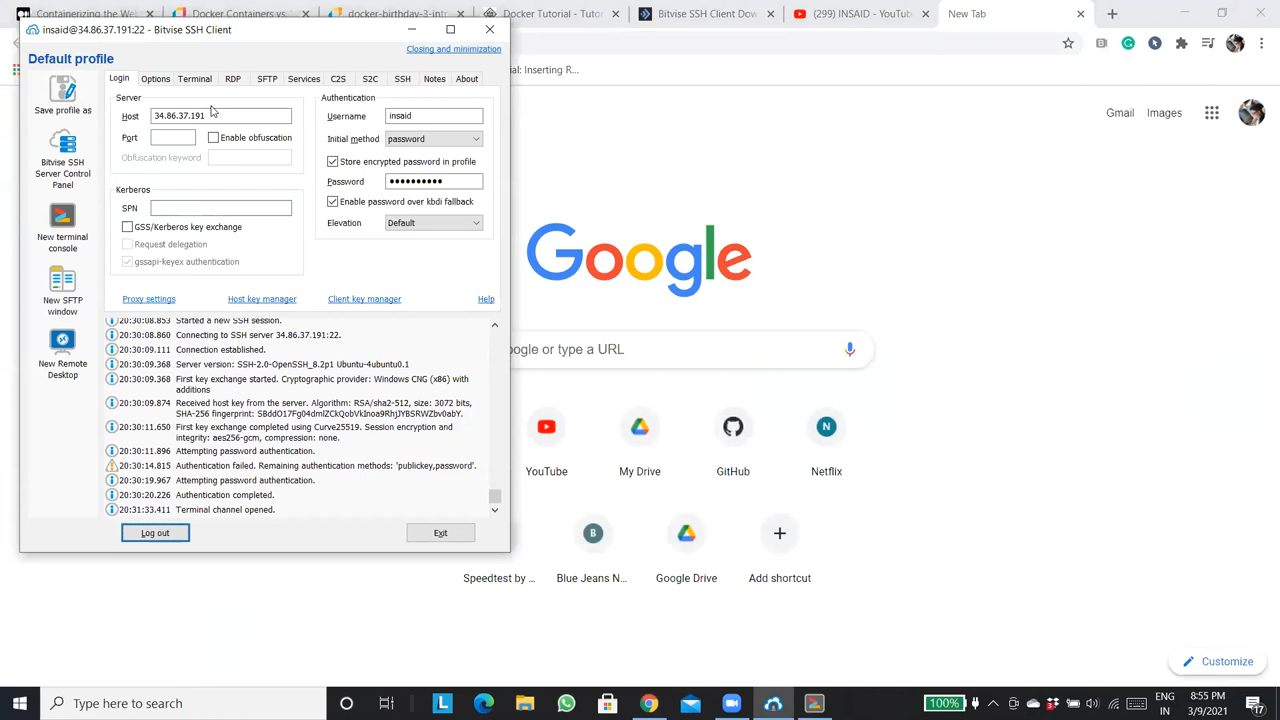 containing the W
Docker Containers vs.
docker-birthday-3-intr
Docker Tutorial - Tutor
Bitvise SSH Client
(299) INSAID - YouTube
New Tab
insaid@34.86.37.191:22 - Bitvise SSH Client
Closing and minimization
Default profile
ial: Inserting R...
Login
Options
Terminal
RDP
SFTP
Services
C2S
S2C
SSH
Notes
About
Save profile as
Bitvise SSH
Server Control
Panel
New terminal
console
New SFTP
window
New Remote
Desktop
Server
Host 34.86.37.191
Port
Enable obfuscation
Obfuscation keyword
Kerberos
SPN
GSS/Kerberos key exchange
Request delegation
gssapi-keyex authentication
Authentication
Username insaid
Initial method password
Store encrypted password in profile
Password ●●●●●●●●●●
Enable password over kbdi fallback
Elevation Default
Proxy settings
Host key manager
Client key manager
Help
20:30:08.853 Started a new SSH session.
20:30:08.860 Connecting to SSH server 34.86.37.191:22.
20:30:09.111 Connection established.
20:30:09.368 Server version: SSH-2.0-OpenSSH_8.2p1 Ubuntu-4ubuntu0.1
20:30:09.368 First key exchange started. Cryptographic provider: Windows CNG (x86) with
additions
20:30:09.874 Received host key from the server. Algorithm: RSA/sha2-512, size: 3072 bits,
SHA-256 fingerprint: SBddO17Fg04dmlZCkQobVkInoa9RhjJYBSRWZbv0abY.
20:30:11.650 First key exchange completed using Curve25519. Session encryption and
integrity: aes256-gcm, compression: none.
20:30:11.896 Attempting password authentication.
20:30:14.815 Authentication failed. Remaining authentication methods: 'publickey,password'.
20:30:19.967 Attempting password authentication.
20:30:20.226 Authentication completed.
20:31:33.411 Terminal channel opened.
Log out
Exit
Gmail
Images
Google
oogle or type a URL
YouTube
My Drive
GitHub
N
Netflix
B
Speedtest by ...
Blue Jeans N...
Google Drive
Add shortcut
Customize
Type here to search
L
100%
ENG
IN
8:55 PM
3/9/2021
17